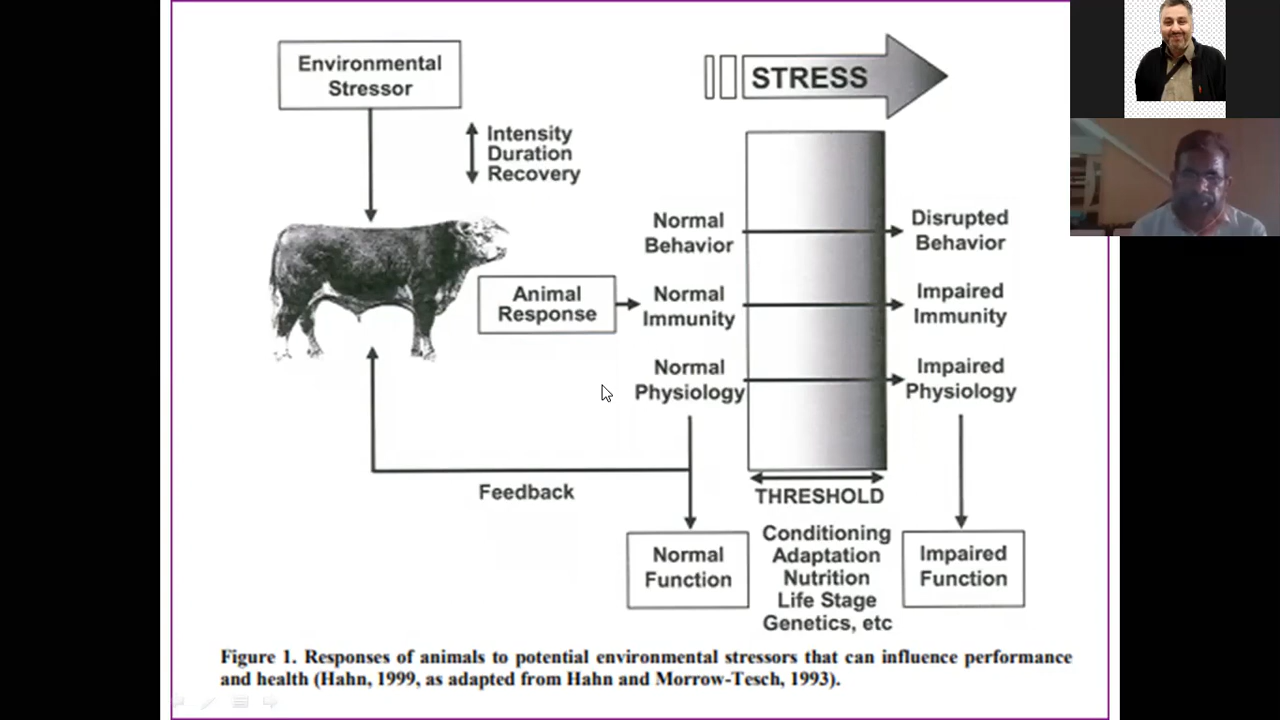 Environmental
Stressor
STRESS
Intensity
Duration
Recovery
Normal
Behavior
Disrupted
Behavior
Animal
Response
Normal
Immunity
Impaired
Immunity
Normal
Physiology
Impaired
Physiology
Feedback
THRESHOLD
Normal
Function
Conditioning
Adaptation
Nutrition
Life Stage
Genetics, etc
Impaired
Function
Figure 1. Responses of animals to potential environmental stressors that can influence performance
and health (Hahn, 1999, as adapted from Hahn and Morrow-Tesch, 1993).